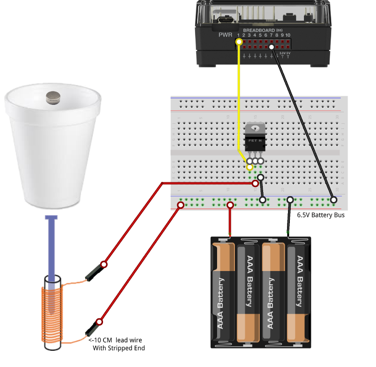 BREADBOARD
PWR 1 2 3 4 5 6 7 8 9 10
6.5V Battery Bus
AAA Battery
AAA Battery
AAA Battery
AAA Battery
<-10 CM lead wire
With Stripped End